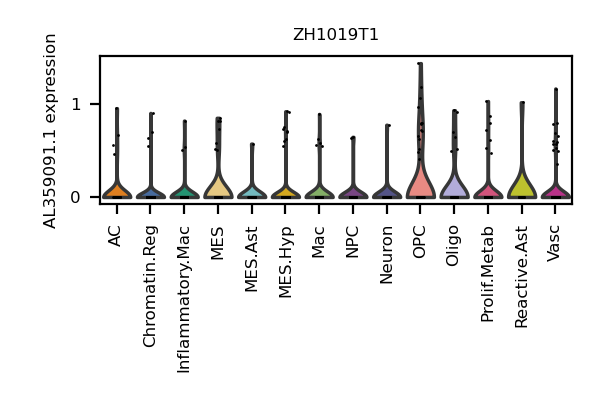 ZH1019T1
AL359091.1 expression
1
0
AC
Chromatin.Reg
Inflammatory.Mac
MES
MES.Ast
MES.Hyp
Mac
NPC
Neuron
OPC
Oligo
Prolif.Metab
Reactive.Ast
Vasc